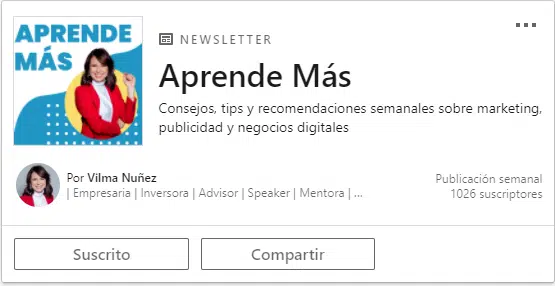 APRENDE
MÁS
NEWSLETTER
Aprende Más
Consejos, tips y recomendaciones semanales sobre marketing,
publicidad y negocios digitales
Por Vilma Nuñez
| Empresaria | Inversora | Advisor | Speaker | Mentora | ...
Publicación semanal
1026 suscriptores
Suscrito
Compartir